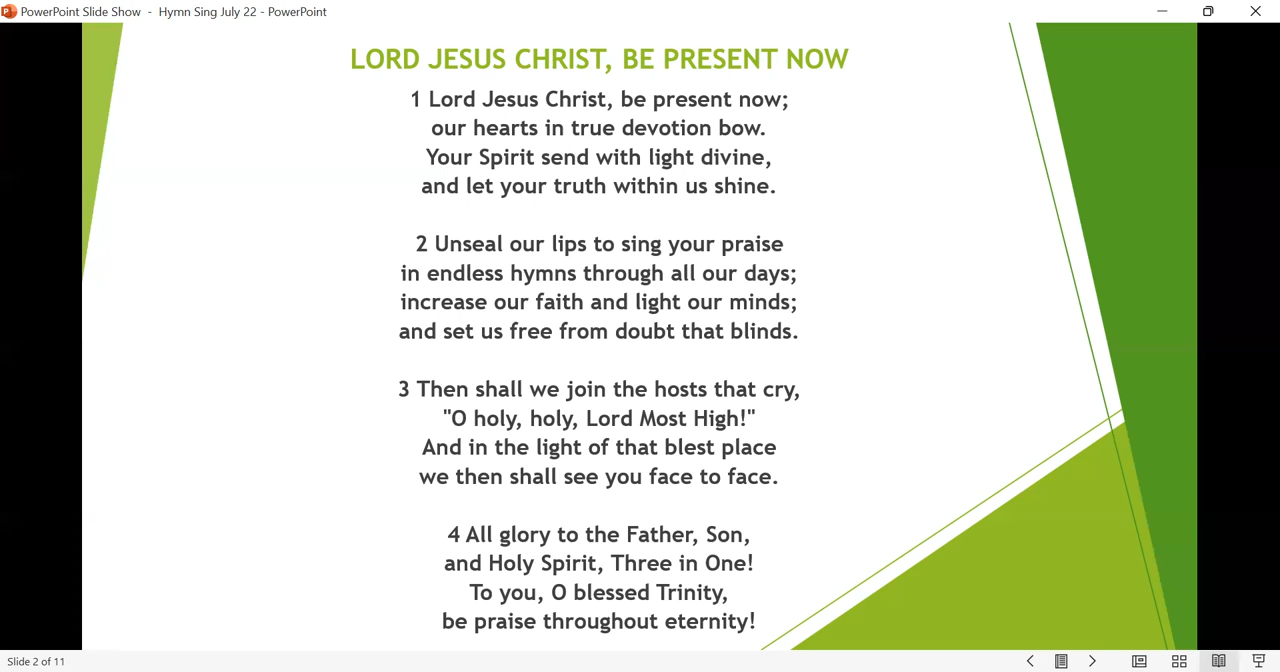 PowerPoint Slide Show - Hymn Sing July 22 - PowerPoint
LORD JESUS CHRIST, BE PRESENT NOW
1 Lord Jesus Christ, be present now;
our hearts in true devotion bow.
Your Spirit send with light divine,
and let your truth within us shine.
2 Unseal our lips to sing your praise
in endless hymns through all our days;
increase our faith and light our minds;
and set us free from doubt that blinds.
3 Then shall we join the hosts that cry,
"O holy, holy, Lord Most High!"
And in the light of that blest place
we then shall see you face to face.
4 All glory to the Father, Son,
and Holy Spirit, Three in One!
To you, O blessed Trinity,
be praise throughout eternity!
Slide 2 of 11